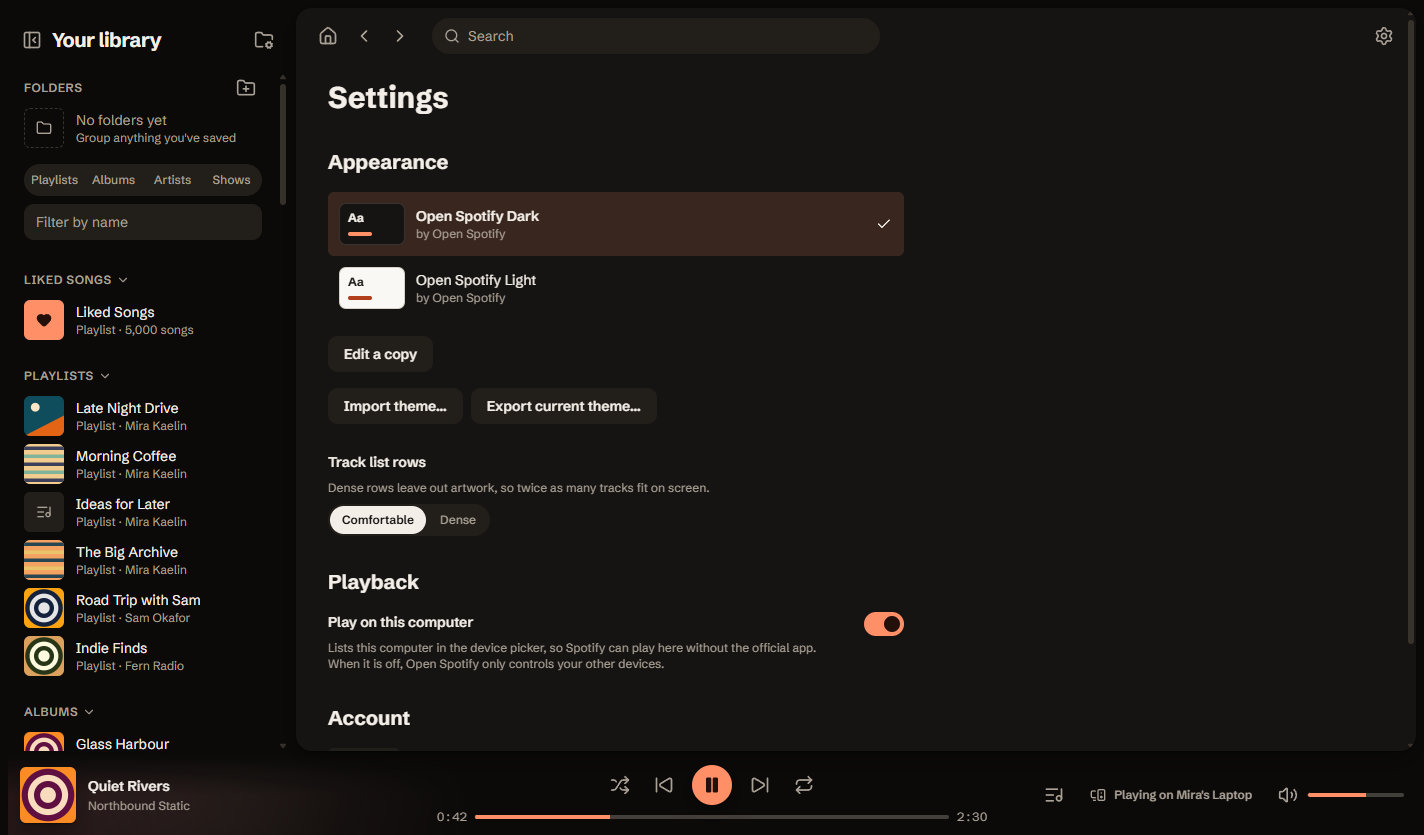 Your library
FOLDERS
No folders yet
Group anything you've saved
Playlists Albums Artists Shows
Filter by name
LIKED SONGS
Liked Songs
Playlist · 5,000 songs
PLAYLISTS
Late Night Drive
Playlist · Mira Kaelin
Morning Coffee
Playlist · Mira Kaelin
Ideas for Later
Playlist · Mira Kaelin
The Big Archive
Playlist · Mira Kaelin
Road Trip with Sam
Playlist · Sam Okafor
Indie Finds
Playlist · Fern Radio
ALBUMS
Glass Harbour
Search
Settings
Appearance
Aa
Open Spotify Dark
by Open Spotify
Aa
Open Spotify Light
by Open Spotify
Edit a copy
Import theme... Export current theme...
Track list rows
Dense rows leave out artwork, so twice as many tracks fit on screen.
Comfortable Dense
Playback
Play on this computer
Lists this computer in the device picker, so Spotify can play here without the official app.
When it is off, Open Spotify only controls your other devices.
Account
Quiet Rivers
Northbound Static
0:42 2:30
Playing on Mira's Laptop